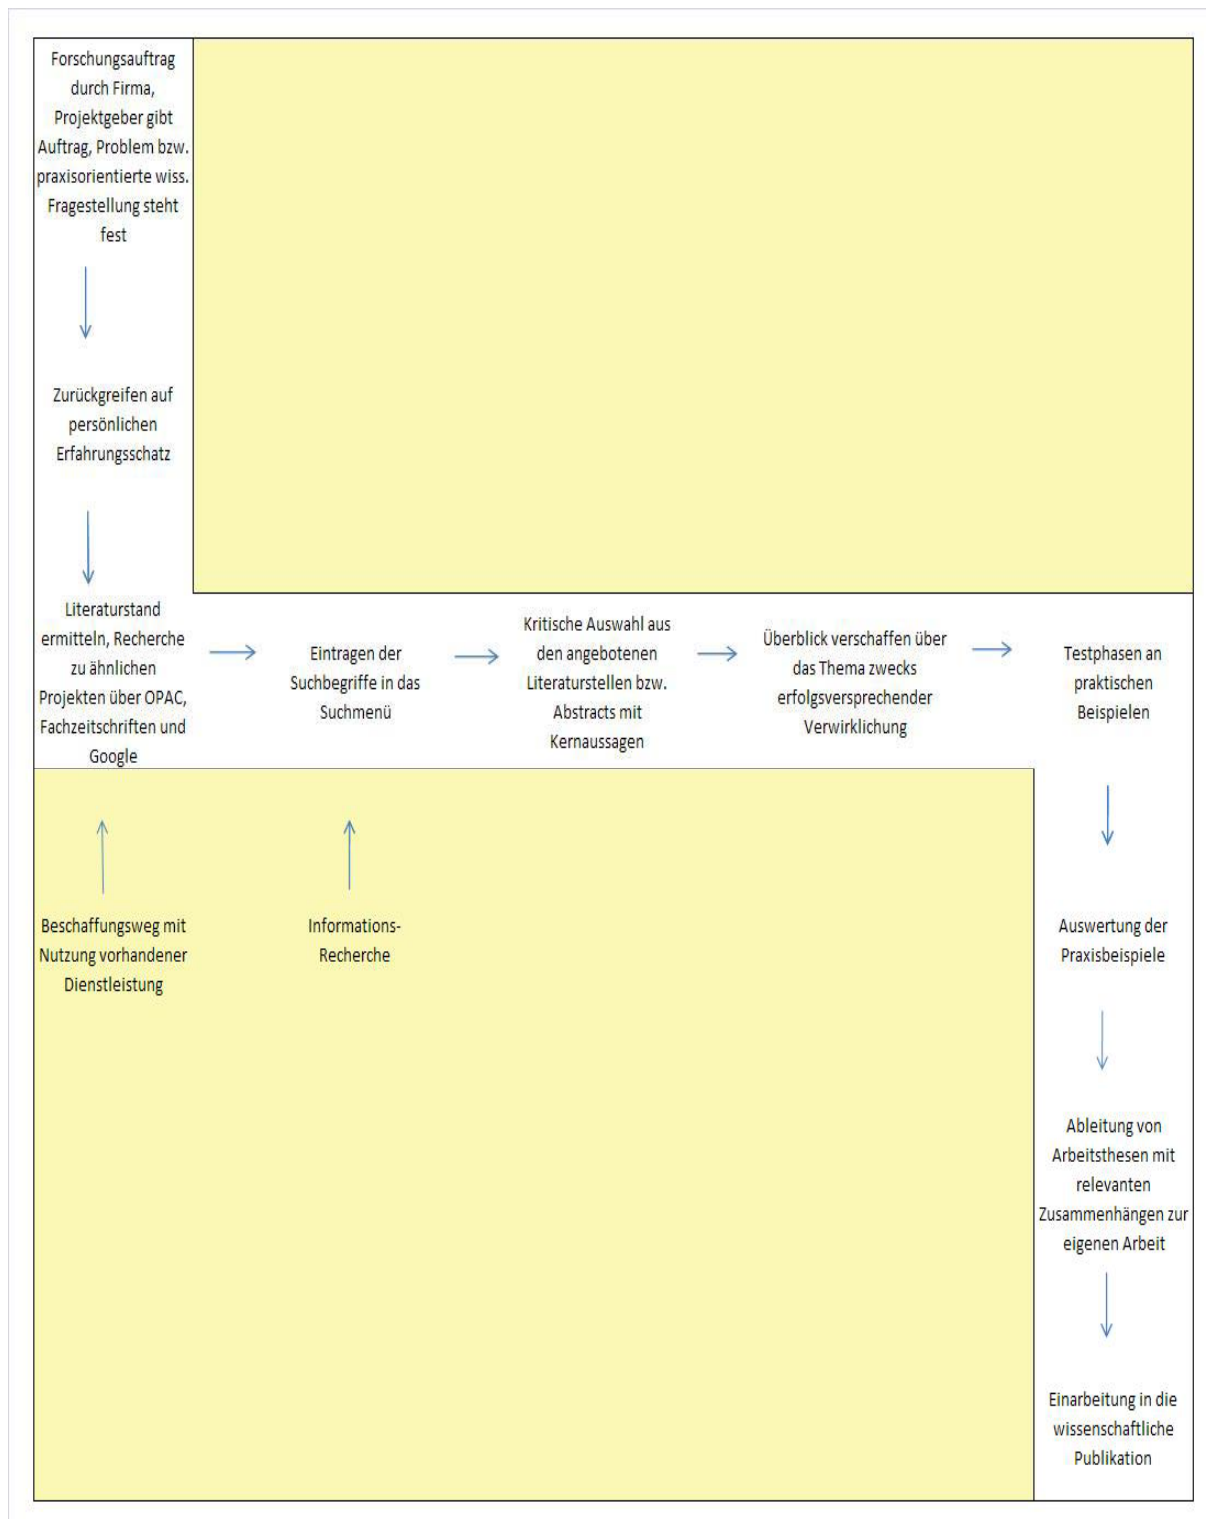 Forschungsauftrag
durch Firma,
Projektgeber gibt
Auftrag, Problem bzw.
praxisorientierte wiss.
Fragestellung steht
fest
Zurückgreifen auf
persönlichen
Erfahrungsschatz
Literaturstand
ermitteln, Recherche
zu ähnlichen
Projekten über OPAC,
Fachzeitschriften und
Google
Eintragen der
Suchbegriffe in das
Suchmenü
Kritische Auswahl aus
den angebotenen
Literaturstellen bzw.
Abstracts mit
Kernaussagen
Überblick verschaffen über
das Thema zwecks
erfolgsversprechender
Verwirklichung
Testphasen an
praktischen
Beispielen
Beschaffungsweg mit
Nutzung vorhandener
Dienstleistung
Informations-
Recherche
Auswertung der
Praxisbeispiele
Ableitung von
Arbeitsthesen mit
relevanten
Zusammenhängen zur
eigenen Arbeit
Einarbeitung in die
wissenschaftliche
Publikation